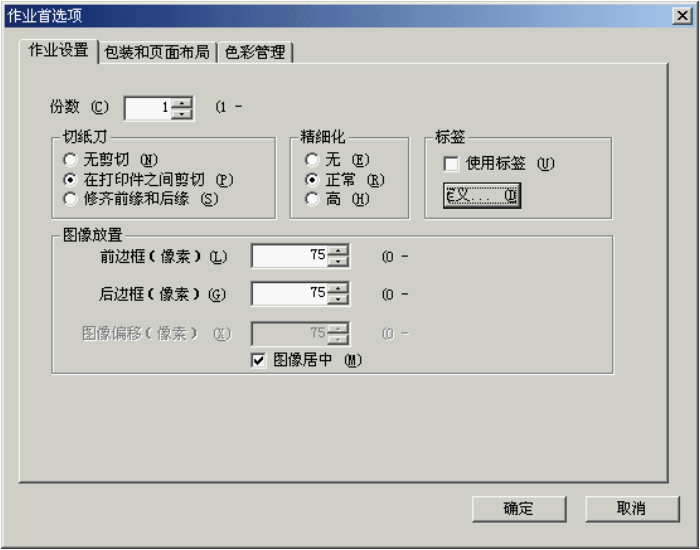 作业首选项
作业设置 包装和页面布局 色彩管理
份数 (C) 1 (1 -
切纸刀 精细化 标签
无剪切 (N) 无 (E) 使用标签 (U)
在打印件之间剪切 (P) 正常 (R) 义... (D
修齐前缘和后缘 (S) 高 (H)
图像放置
前边框(像素) (L) 75 (0 -
后边框(像素) (G) 75 (0 -
图像偏移(像素) (X) 75 (0 -
图像居中 (M)
确定 取消